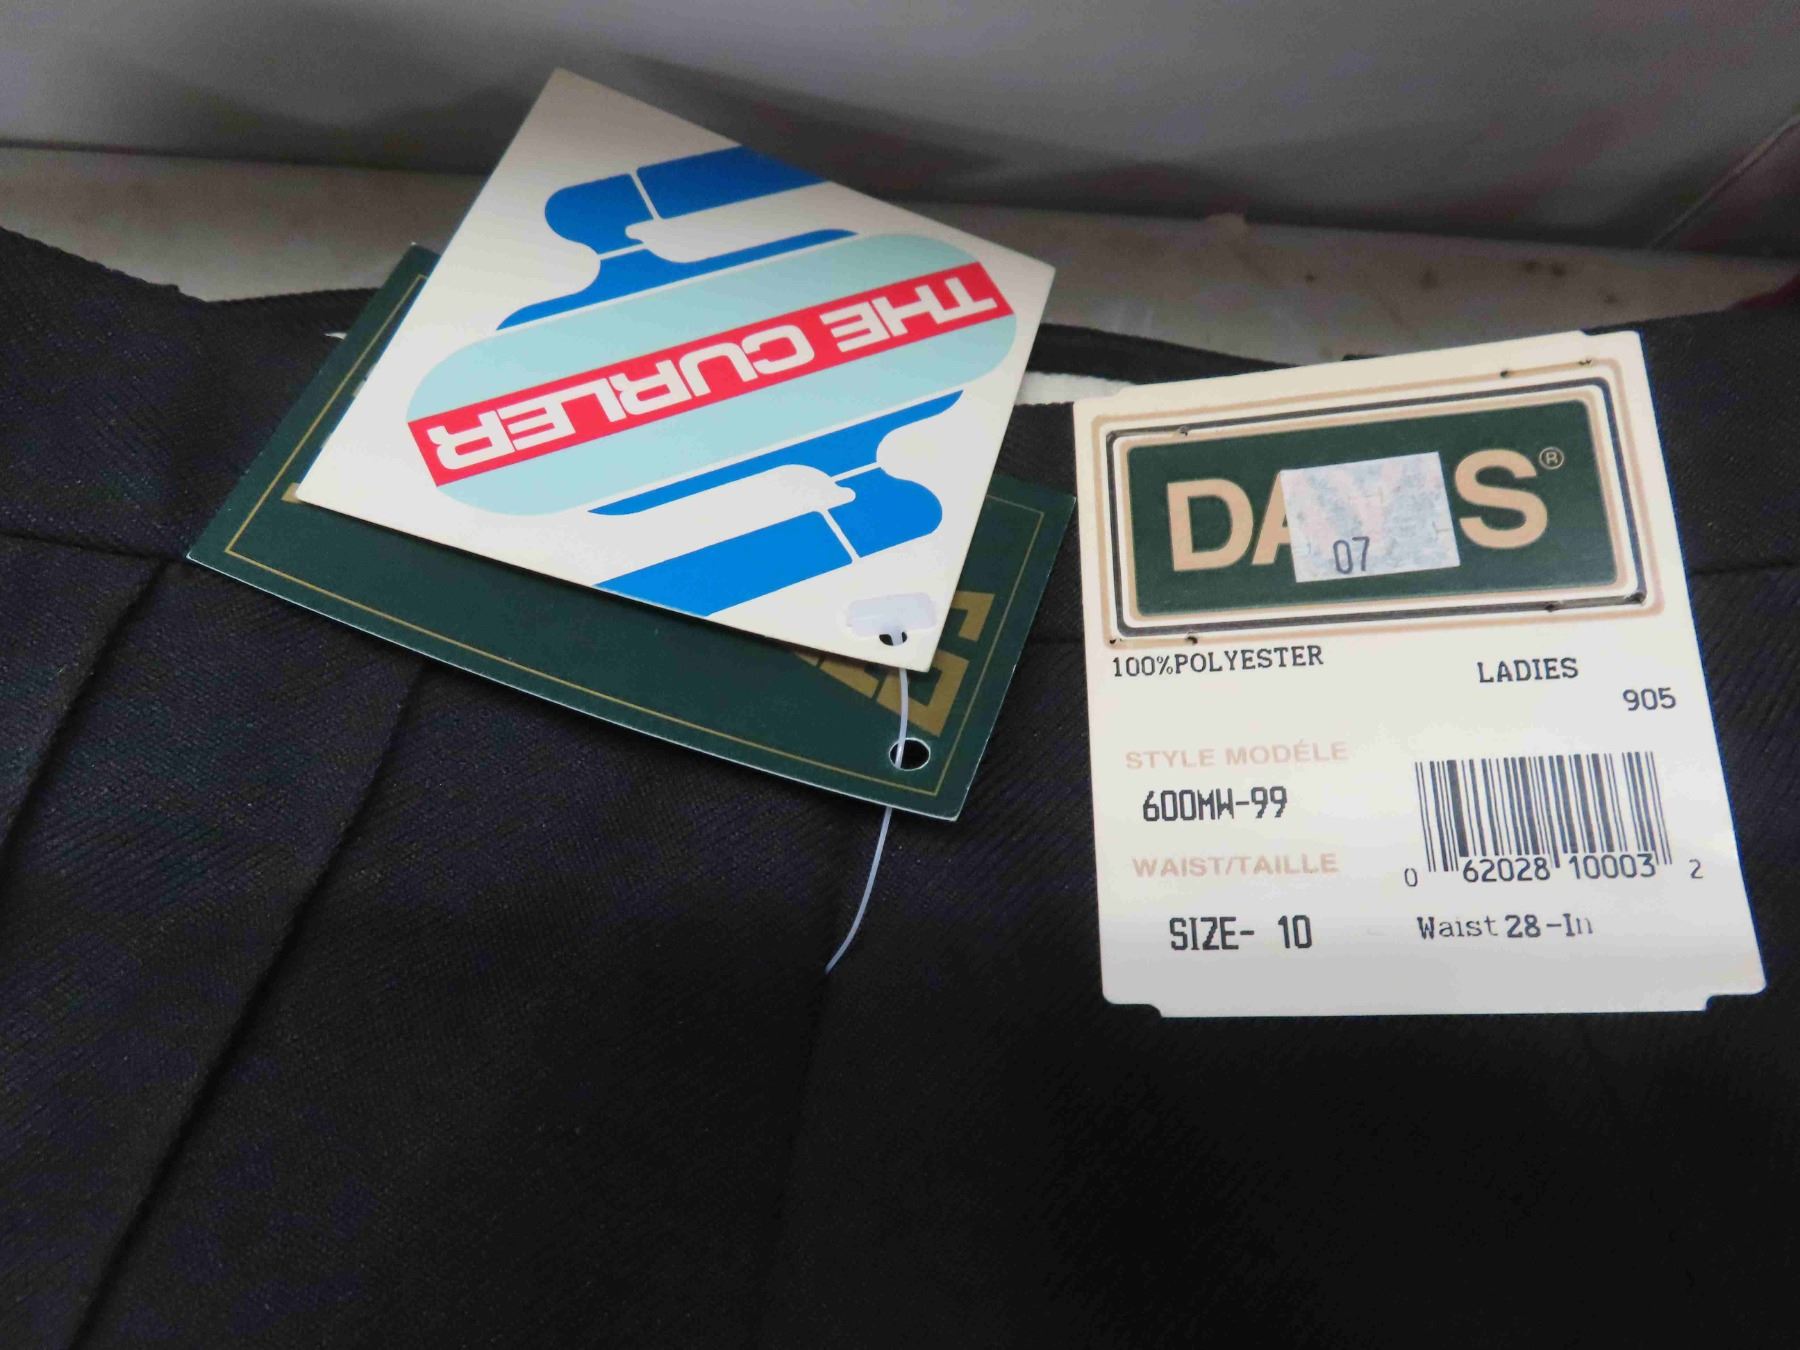 THE CURLER
DA S®
07
100%POLYESTER
LADIES
905
STYLE MODÉLE
600MW-99
WAIST/TAILLE
0 62028 10003 2
SIZE- 10
Waist 28-In